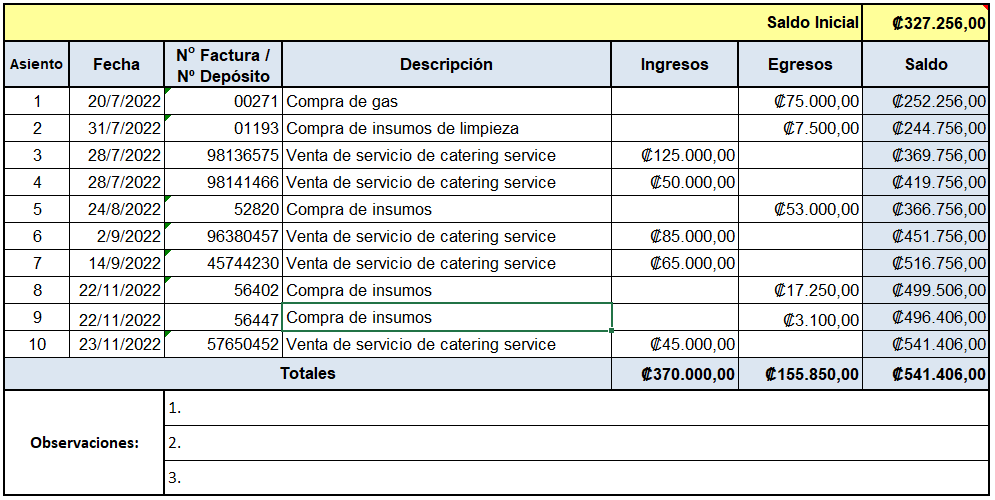 Saldo Inicial ₡327.256,00
Asiento Fecha Nº Factura / Nº Depósito Descripción Ingresos Egresos Saldo
1 20/7/2022 00271 Compra de gas ₡75.000,00 ₡252.256,00
2 31/7/2022 01193 Compra de insumos de limpieza ₡7.500,00 ₡244.756,00
3 28/7/2022 98136575 Venta de servicio de catering service ₡125.000,00 ₡369.756,00
4 28/7/2022 98141466 Venta de servicio de catering service ₡50.000,00 ₡419.756,00
5 24/8/2022 52820 Compra de insumos ₡53.000,00 ₡366.756,00
6 2/9/2022 96380457 Venta de servicio de catering service ₡85.000,00 ₡451.756,00
7 14/9/2022 45744230 Venta de servicio de catering service ₡65.000,00 ₡516.756,00
8 22/11/2022 56402 Compra de insumos ₡17.250,00 ₡499.506,00
9 22/11/2022 56447 Compra de insumos ₡3.100,00 ₡496.406,00
10 23/11/2022 57650452 Venta de servicio de catering service ₡45.000,00 ₡541.406,00
Totales ₡370.000,00 ₡155.850,00 ₡541.406,00
Observaciones:
1.
2.
3.